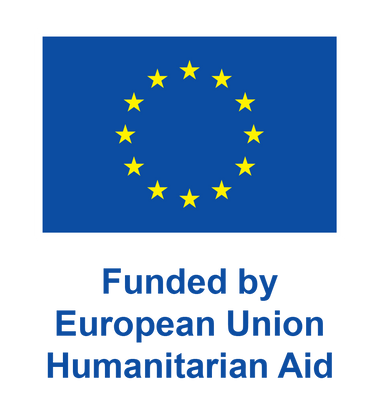 Funded by
European Union
Humanitarian Aid